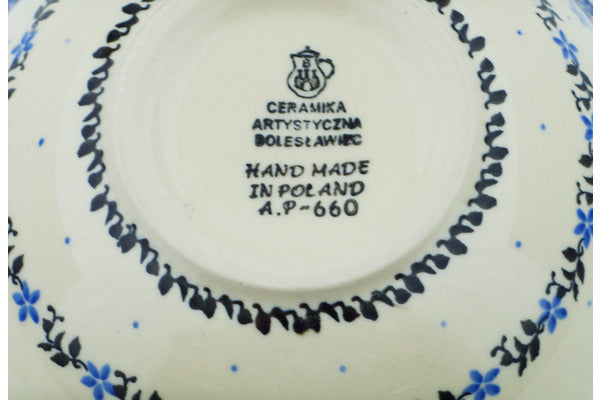 CERAMIKA
ARTYSTYCZNA
BOLESŁAWIEC
HAND MADE
IN POLAND
A.P-660